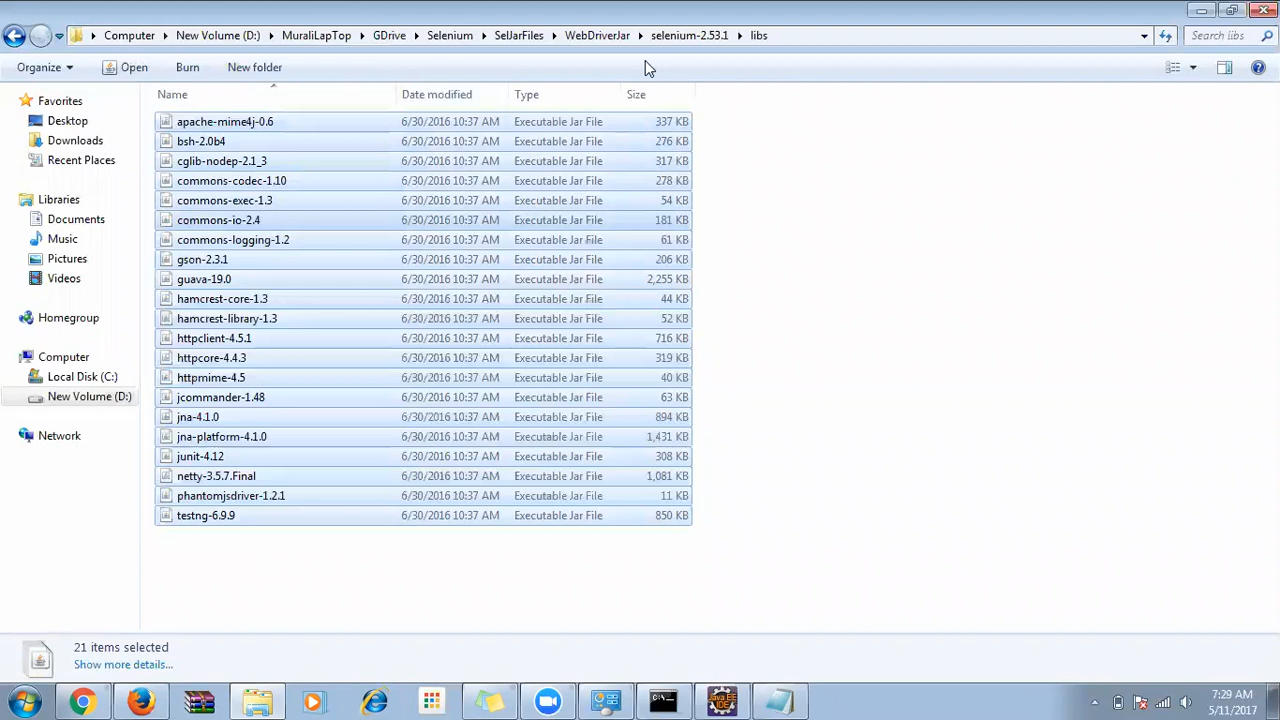 Computer New Volume (D:) MuraliLapTop GDrive Selenium SelJarFiles WebDriverJar selenium-2.53.1 libs Search libs
Organize Open Burn New folder
Name Date modified Type Size
Favorites
Desktop
Downloads
Recent Places
Libraries
Documents
Music
Pictures
Videos
Homegroup
Computer
Local Disk (C:)
New Volume (D:)
Network
apache-mime4j-0.6 6/30/2016 10:37 AM Executable Jar File 337 KB
bsh-2.0b4 6/30/2016 10:37 AM Executable Jar File 276 KB
cglib-nodep-2.1_3 6/30/2016 10:37 AM Executable Jar File 317 KB
commons-codec-1.10 6/30/2016 10:37 AM Executable Jar File 278 KB
commons-exec-1.3 6/30/2016 10:37 AM Executable Jar File 54 KB
commons-io-2.4 6/30/2016 10:37 AM Executable Jar File 181 KB
commons-logging-1.2 6/30/2016 10:37 AM Executable Jar File 61 KB
gson-2.3.1 6/30/2016 10:37 AM Executable Jar File 206 KB
guava-19.0 6/30/2016 10:37 AM Executable Jar File 2,255 KB
hamcrest-core-1.3 6/30/2016 10:37 AM Executable Jar File 44 KB
hamcrest-library-1.3 6/30/2016 10:37 AM Executable Jar File 52 KB
httpclient-4.5.1 6/30/2016 10:37 AM Executable Jar File 716 KB
httpcore-4.4.3 6/30/2016 10:37 AM Executable Jar File 319 KB
httpmime-4.5 6/30/2016 10:37 AM Executable Jar File 40 KB
jcommander-1.48 6/30/2016 10:37 AM Executable Jar File 63 KB
jna-4.1.0 6/30/2016 10:37 AM Executable Jar File 894 KB
jna-platform-4.1.0 6/30/2016 10:37 AM Executable Jar File 1,431 KB
junit-4.12 6/30/2016 10:37 AM Executable Jar File 308 KB
netty-3.5.7.Final 6/30/2016 10:37 AM Executable Jar File 1,081 KB
phantomjsdriver-1.2.1 6/30/2016 10:37 AM Executable Jar File 11 KB
testng-6.9.9 6/30/2016 10:37 AM Executable Jar File 850 KB
21 items selected
Show more details...
Java EE
IDE
7:29 AM
5/11/2017